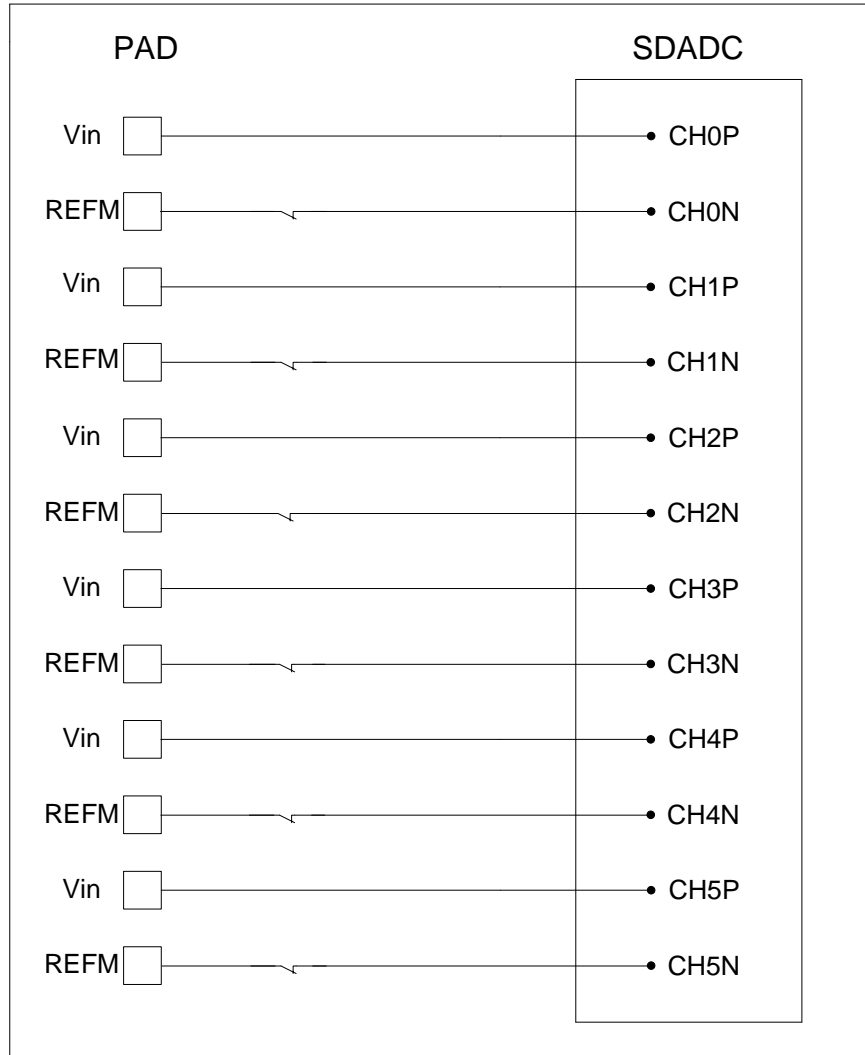 PAD SDADC
Vin CH0P
REFM CH0N
Vin CH1P
REFM CH1N
Vin CH2P
REFM CH2N
Vin CH3P
REFM CH3N
Vin CH4P
REFM CH4N
Vin CH5P
REFM CH5N